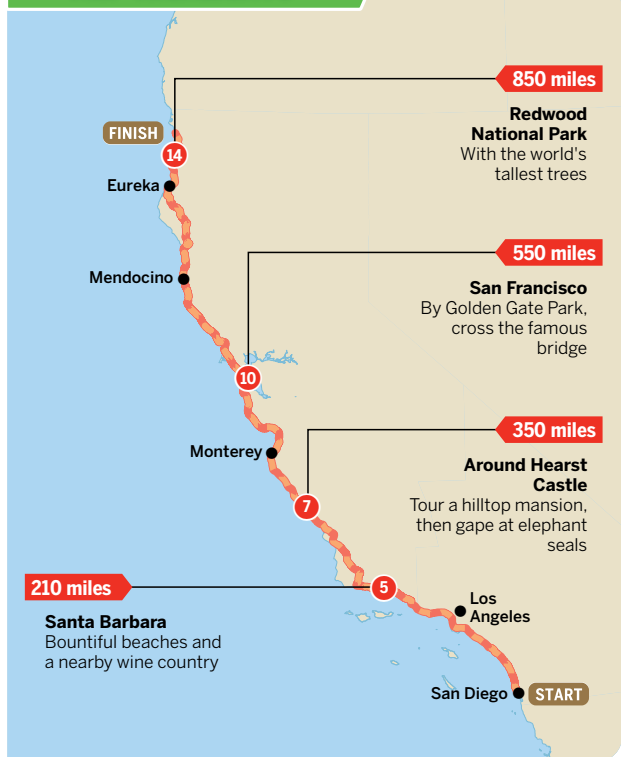 850 miles
Redwood
National Park
With the world's
tallest trees
FINISH
14
Eureka
550 miles
San Francisco
By Golden Gate Park,
cross the famous
bridge
Mendocino
10
350 miles
Around Hearst
Castle
Tour a hilltop mansion,
then gape at elephant
seals
Monterey
7
210 miles
Santa Barbara
Bountiful beaches and
a nearby wine country
5
Los
Angeles
San Diego
START